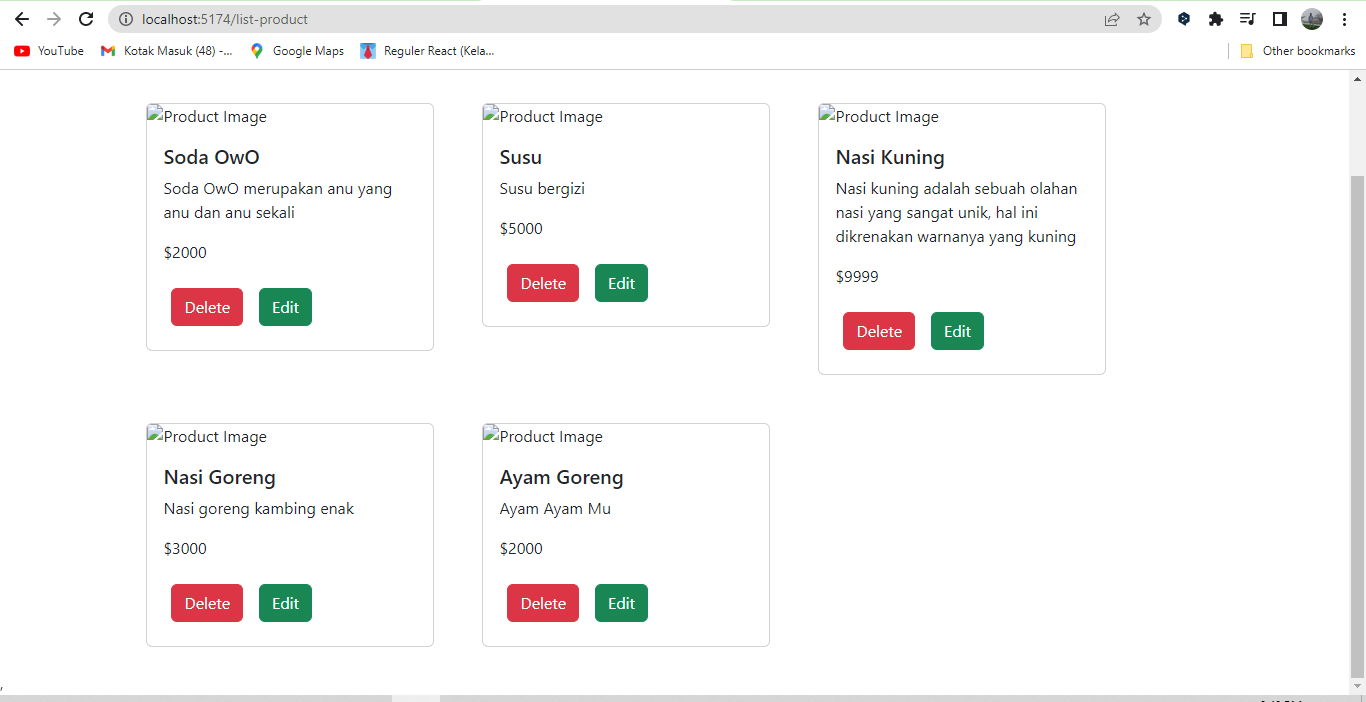 localhost:5174/list-product
YouTube
Kotak Masuk (48) -...
Google Maps
Reguler React (Kela...
Other bookmarks
Product Image
Soda OwO
Soda OwO merupakan anu yang
anu dan anu sekali
$2000
Delete
Edit
Product Image
Susu
Susu bergizi
$5000
Delete
Edit
Product Image
Nasi Kuning
Nasi kuning adalah sebuah olahan
nasi yang sangat unik, hal ini
dikrenakan warnanya yang kuning
$9999
Delete
Edit
Product Image
Nasi Goreng
Nasi goreng kambing enak
$3000
Delete
Edit
Product Image
Ayam Goreng
Ayam Ayam Mu
$2000
Delete
Edit
,